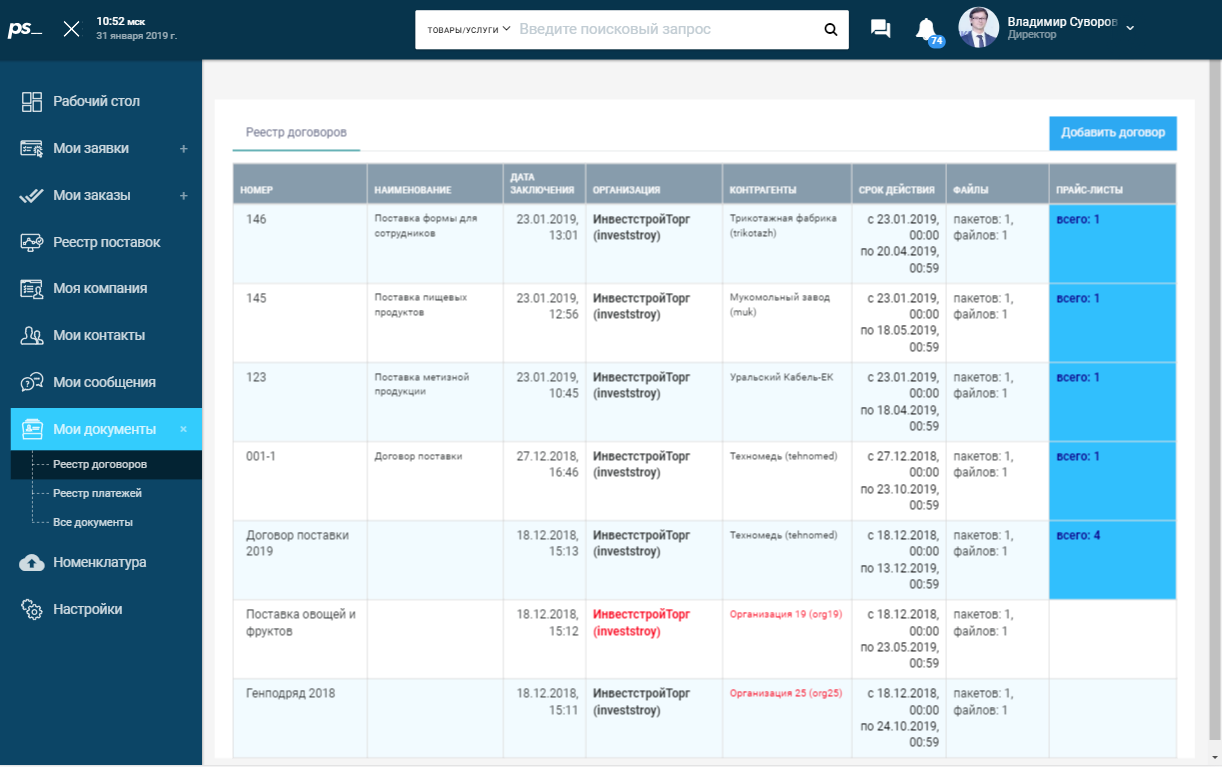 ps_
10:52 мск
31 января 2019 г.
ТОВАРЫ/УСЛУГИ Введите поисковый запрос
74
Владимир Суворов
Директор
Рабочий стол
Мои заявки +
Мои заказы +
Реестр поставок
Моя компания
Мои контакты
Мои сообщения
Мои документы ×
Реестр договоров
Реестр платежей
Все документы
Номенклатура
Настройки
Реестр договоров
Добавить договор
НОМЕР НАИМЕНОВАНИЕ ДАТА ЗАКЛЮЧЕНИЯ ОРГАНИЗАЦИЯ КОНТРАГЕНТЫ СРОК ДЕЙСТВИЯ ФАЙЛЫ ПРАЙС-ЛИСТЫ
146 Поставка формы для 23.01.2019, ИнвестстройТорг Трикотажная фабрика с 23.01.2019, пакетов: 1, всего: 1
сотрудников 13:01 (investstroy) (trikotazh) 00:00 файлов: 1
по 20.04.2019,
00:59
145 Поставка пищевых 23.01.2019, ИнвестстройТорг Мукомольный завод с 23.01.2019, пакетов: 1, всего: 1
продуктов 12:56 (investstroy) (muk) 00:00 файлов: 1
по 18.05.2019,
00:59
123 Поставка метизной 23.01.2019, ИнвестстройТорг Уральский Кабель-ЕК с 23.01.2019, пакетов: 1, всего: 1
продукции 10:45 (investstroy) 00:00 файлов: 1
по 18.04.2019,
00:59
001-1 Договор поставки 27.12.2018, ИнвестстройТорг Техномедь (tehnomed) с 27.12.2018, пакетов: 1, всего: 1
16:46 (investstroy) 00:00 файлов: 1
по 23.10.2019,
00:59
Договор поставки 18.12.2018, ИнвестстройТорг Техномедь (tehnomed) с 18.12.2018, пакетов: 1, всего: 4
2019 15:13 (investstroy) 00:00 файлов: 1
по 13.12.2019,
00:59
Поставка овощей и 18.12.2018, ИнвестстройТорг Организация 19 (org19) с 18.12.2018, пакетов: 1,
фруктов 15:12 (investstroy) 00:00 файлов: 1
по 23.05.2019,
00:59
Генподряд 2018 18.12.2018, ИнвестстройТорг Организация 25 (org25) с 18.12.2018, пакетов: 1,
15:11 (investstroy) 00:00 файлов: 1
по 24.10.2019,
00:59